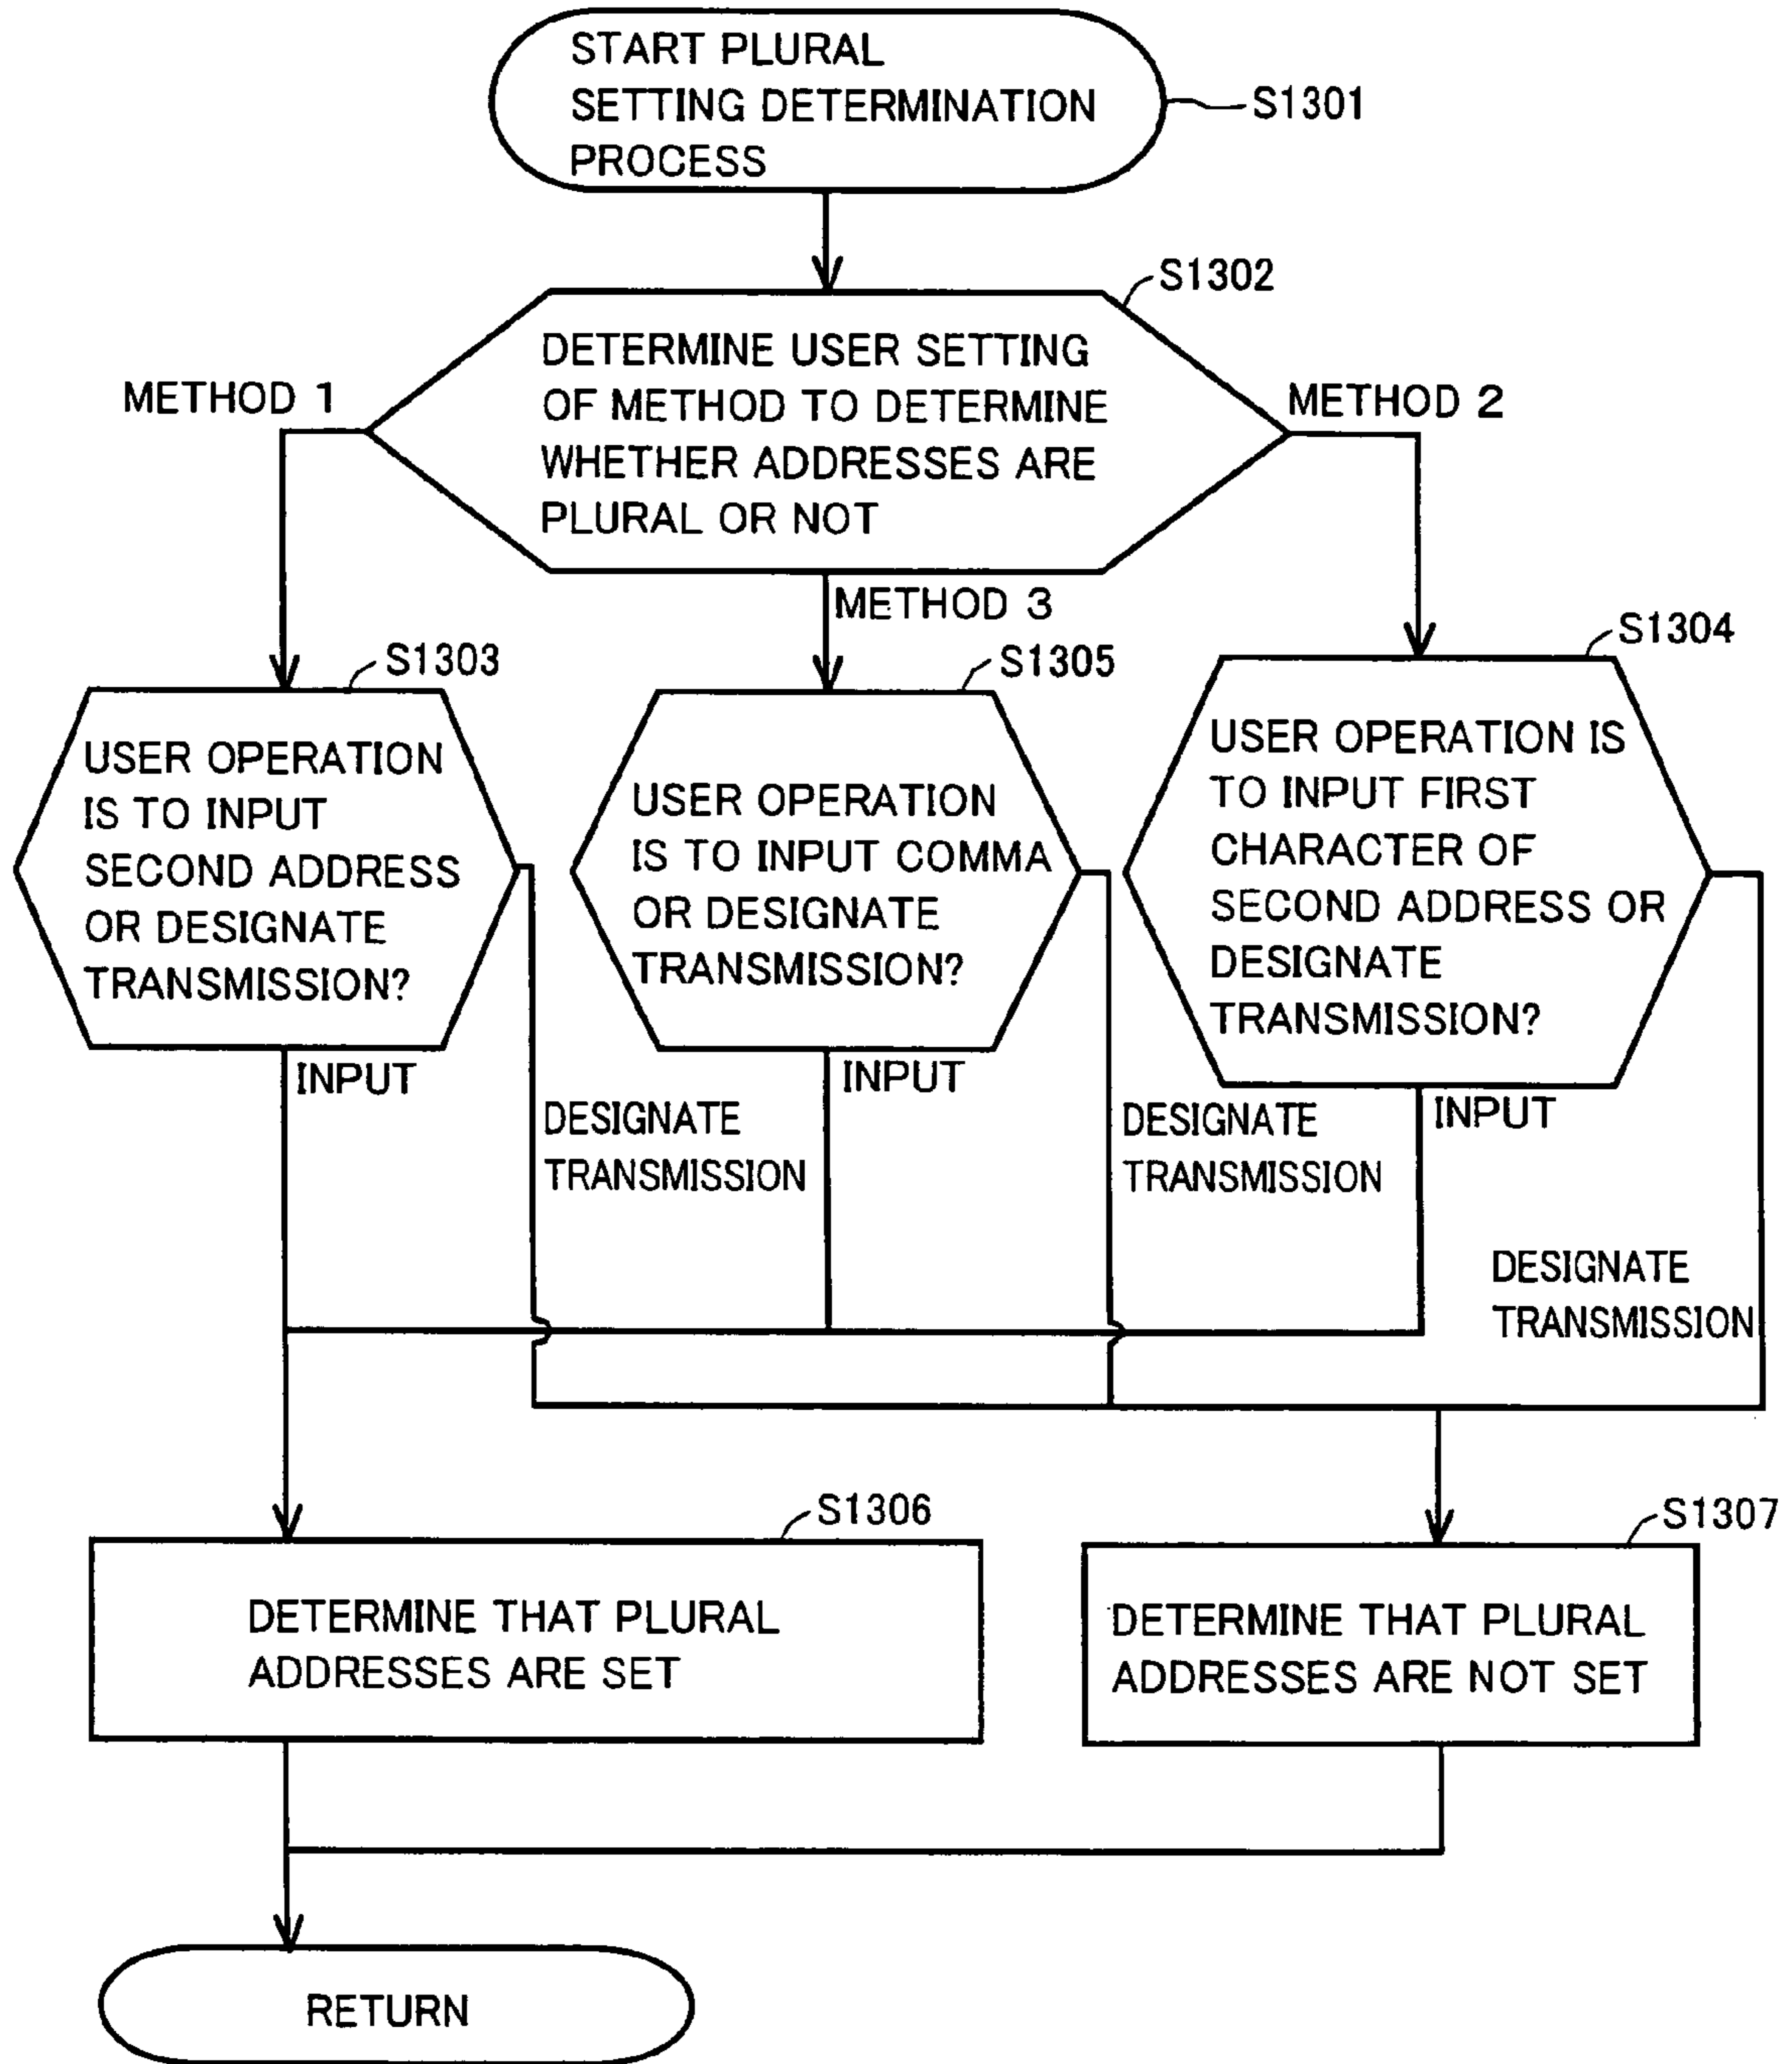 START PLURAL
SETTING DETERMINATION
PROCESS
S1301
S1302
DETERMINE USER SETTING
OF METHOD TO DETERMINE
WHETHER ADDRESSES ARE
PLURAL OR NOT
METHOD 1
METHOD 2
METHOD 3
S1303
USER OPERATION
IS TO INPUT
SECOND ADDRESS
OR DESIGNATE
TRANSMISSION?
S1305
USER OPERATION
IS TO INPUT COMMA
OR DESIGNATE
TRANSMISSION?
S1304
USER OPERATION IS
TO INPUT FIRST
CHARACTER OF
SECOND ADDRESS OR
DESIGNATE
TRANSMISSION?
INPUT
DESIGNATE
TRANSMISSION
INPUT
DESIGNATE
TRANSMISSION
INPUT
DESIGNATE
TRANSMISSION
S1306
DETERMINE THAT PLURAL
ADDRESSES ARE SET
S1307
DETERMINE THAT PLURAL
ADDRESSES ARE NOT SET
RETURN